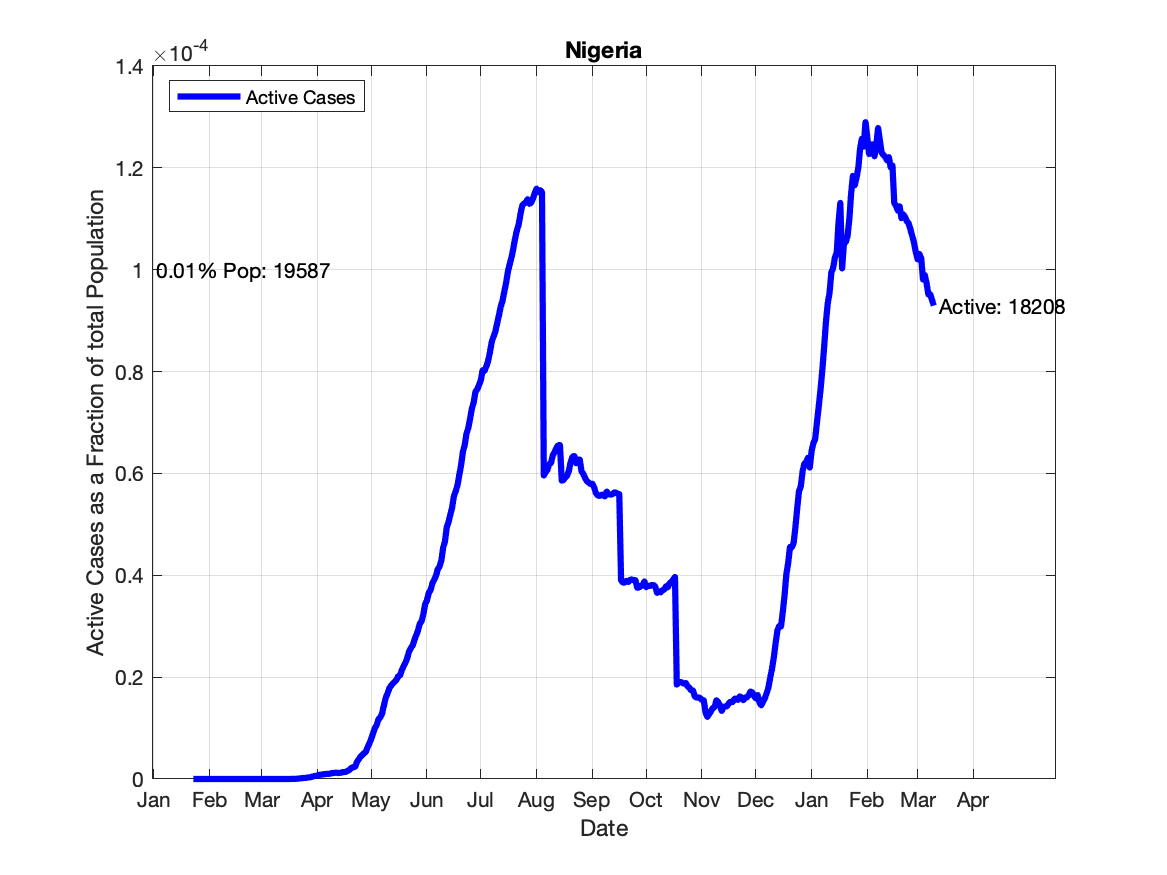 Nigeria
×10-4
Active Cases
1.4
1.2
1
0.8
0.6
0.4
0.2
0
0.01% Pop: 19587
Active: 18208
Active Cases as a Fraction of total Population
Jan Feb Mar Apr May Jun Jul Aug Sep Oct Nov Dec Jan Feb Mar Apr
Date